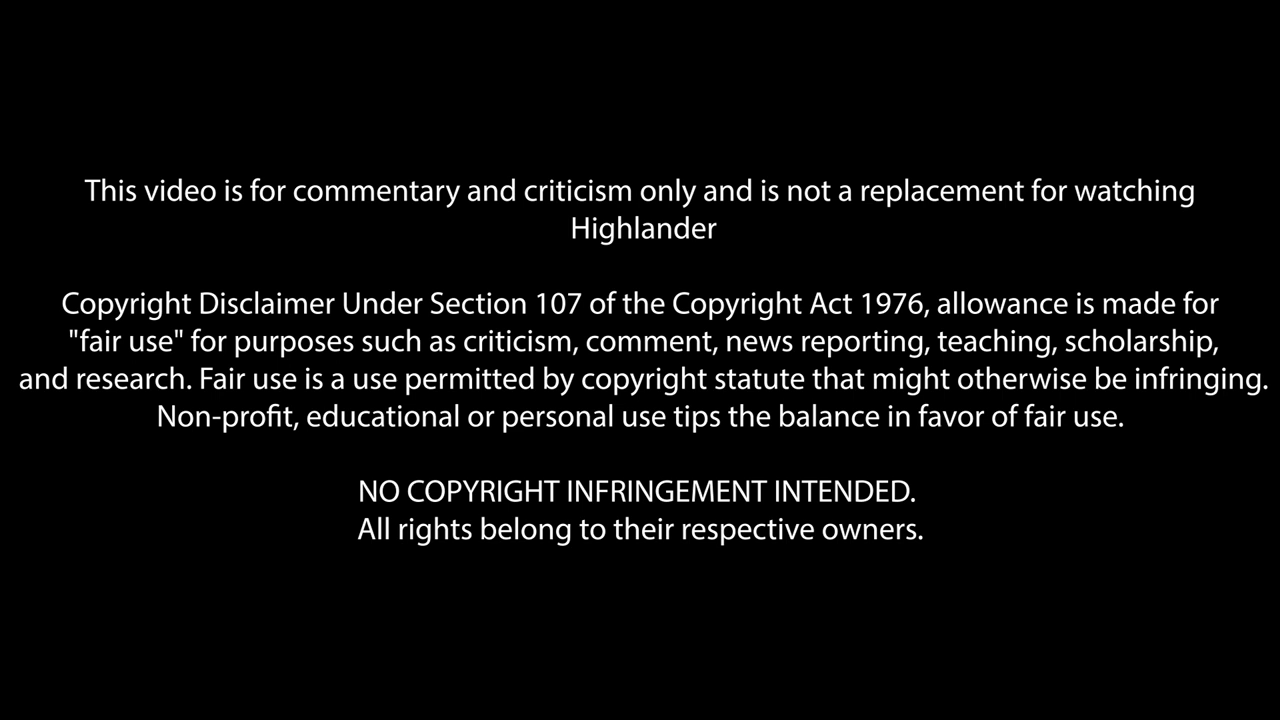 This video is for commentary and criticism only and is not a replacement for watching
Highlander
Copyright Disclaimer Under Section 107 of the Copyright Act 1976, allowance is made for
"fair use" for purposes such as criticism, comment, news reporting, teaching, scholarship,
and research. Fair use is a use permitted by copyright statute that might otherwise be infringing.
Non-profit, educational or personal use tips the balance in favor of fair use.
NO COPYRIGHT INFRINGEMENT INTENDED.
All rights belong to their respective owners.